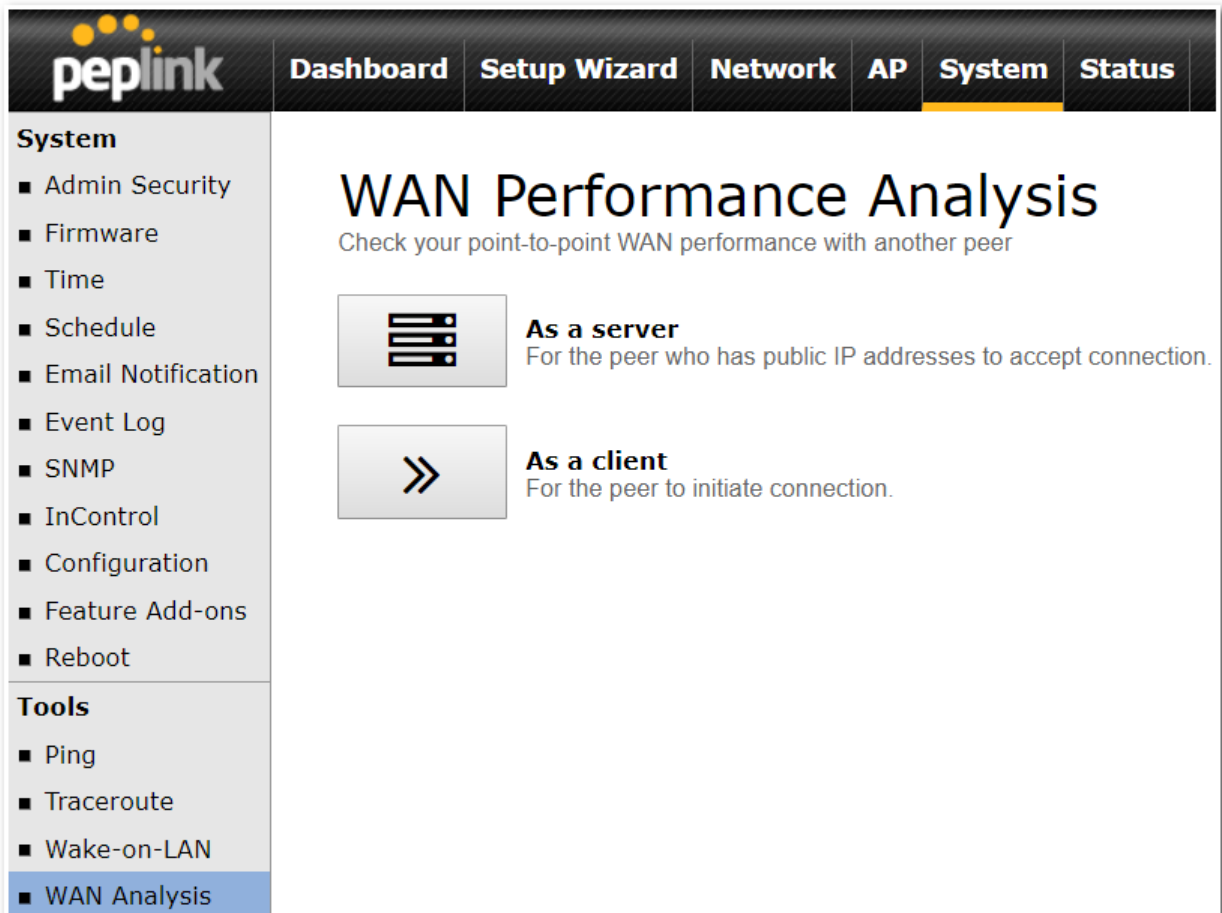 peplink
Dashboard Setup Wizard Network AP System Status
System
Admin Security
Firmware
Time
Schedule
Email Notification
Event Log
SNMP
InControl
Configuration
Feature Add-ons
Reboot
Tools
Ping
Traceroute
Wake-on-LAN
WAN Analysis
WAN Performance Analysis
Check your point-to-point WAN performance with another peer
As a server
For the peer who has public IP addresses to accept connection.
As a client
For the peer to initiate connection.